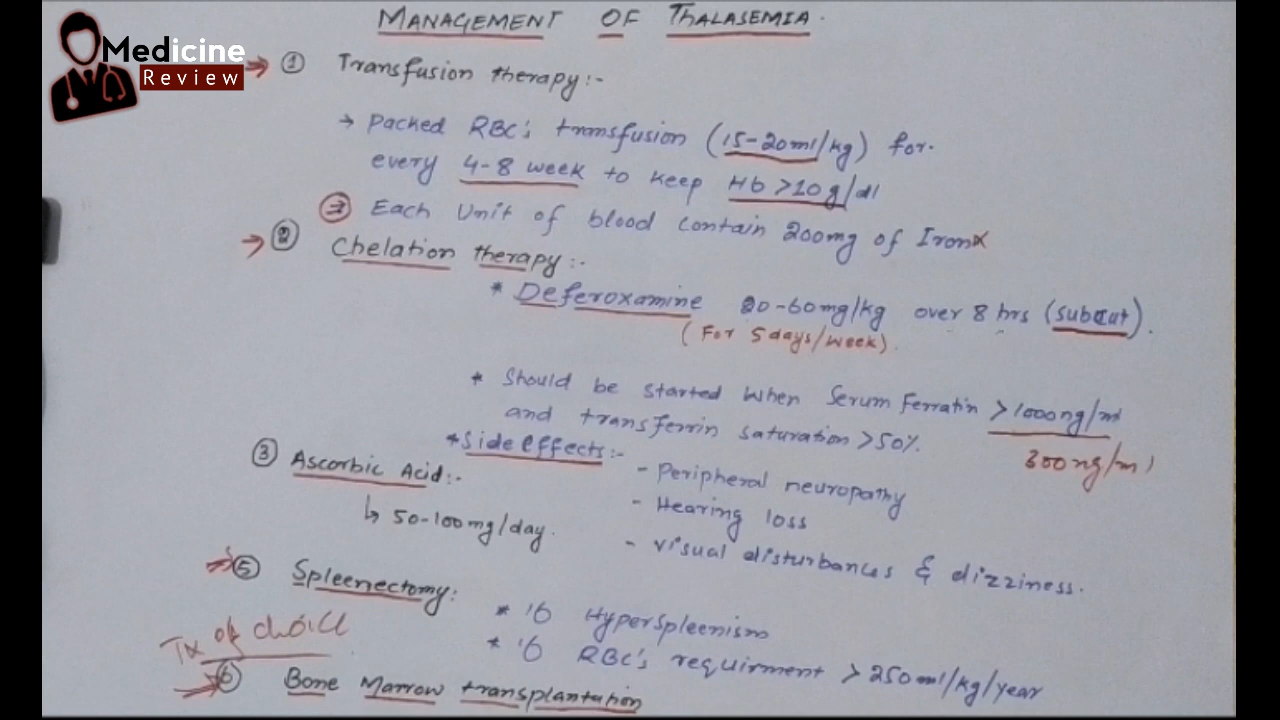 MANAGEMENT OF THALASEMIA.
Medicine
Review
① Transfusion therapy:-
→ Packed RBC's transfusion (15-20ml/kg) for.
every 4-8 week to keep Hb >10g/dl
⇒ Each Unit of blood contain 200mg of Iron
② Chelation therapy:-
* Deferoxamine 20-60mg/kg over 8 hrs (subcut).
(For 5 days/week).
* Should be started when Serum Ferratin >1000ng/ml
and transferrin saturation >50%.
300ng/ml
* Side effects:-
- Peripheral neuropathy
- Hearing loss
- visual disturbances & dizziness.
③ Ascorbic Acid:-
↳ 50-100mg/day.
⑤ Spleenectomy:
* if Hyperspleenism
* if RBC's requirment >250ml/kg/year
Tx of choice
⑥ Bone Marrow transplantation